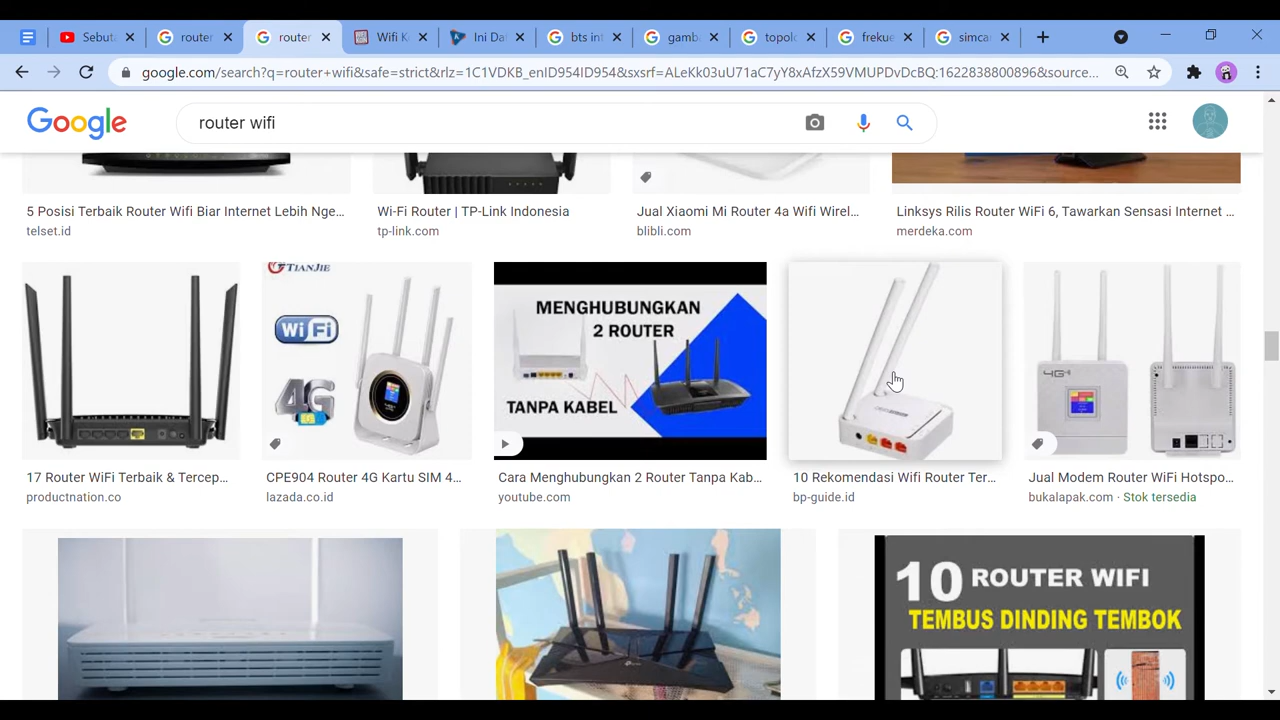 Sebuta
router
router
Wifi K
Ini Da
bts int
gamba
topolo
frekue
simcar
google.com/search?q=router+wifi&safe=strict&rlz=1C1VDKB_enID954ID954&sxsrf=ALeKk03uU71aC7yY8xAfzX59VMUPDvDcBQ:1622838800896&source...
Google
router wifi
5 Posisi Terbaik Router Wifi Biar Internet Lebih Nge...
telset.id
Wi-Fi Router | TP-Link Indonesia
tp-link.com
Jual Xiaomi Mi Router 4a Wifi Wirel...
blibli.com
Linksys Rilis Router WiFi 6, Tawarkan Sensasi Internet ...
merdeka.com
TIANJIE
WiFi
4G
MENGHUBUNGKAN
2 ROUTER
TANPA KABEL
4G
17 Router WiFi Terbaik & Tercep...
productnation.co
CPE904 Router 4G Kartu SIM 4...
lazada.co.id
Cara Menghubungkan 2 Router Tanpa Kab...
youtube.com
10 Rekomendasi Wifi Router Ter...
bp-guide.id
Jual Modem Router WiFi Hotspo...
bukalapak.com · Stok tersedia
10 ROUTER WIFI
TEMBUS DINDING TEMBOK